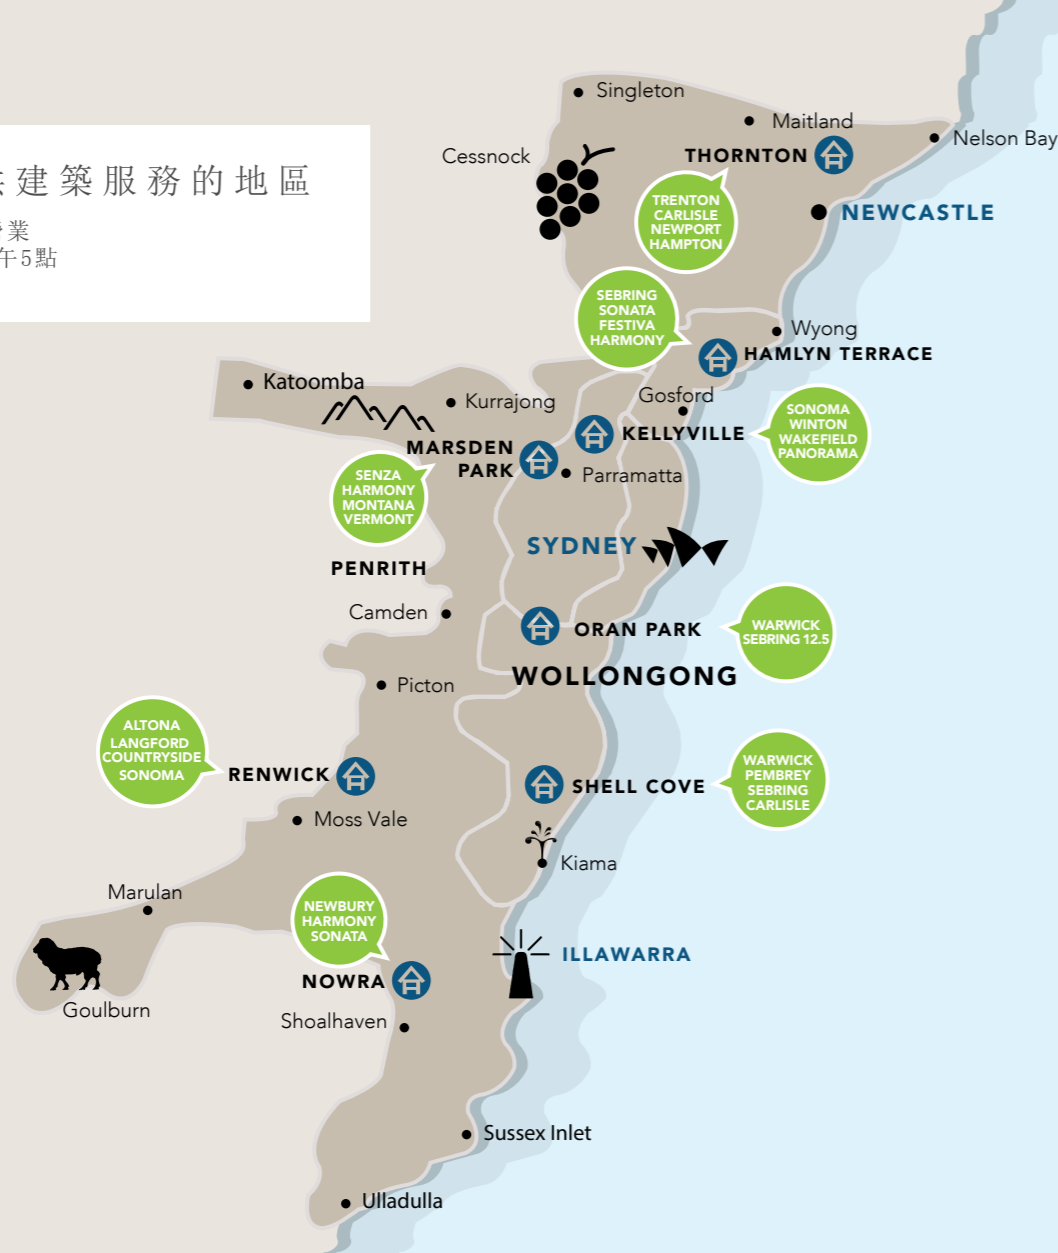 建築服務的地區
業
午5點
Singleton
Maitland
Nelson Bay
Cessnock
THORNTON
TRENTON
CARLISLE
NEWPORT
HAMPTON
NEWCASTLE
SEBRING
SONATA
FESTIVA
HARMONY
Wyong
HAMLYN TERRACE
Katoomba
Kurrajong
Gosford
SONOMA
WINTON
WAKEFIELD
PANORAMA
KELLYVILLE
MARSDEN
PARK
Parramatta
SENZA
HARMONY
MONTANA
VERMONT
SYDNEY
PENRITH
Camden
ORAN PARK
WARWICK
SEBRING 12.5
WOLLONGONG
Picton
ALTONA
LANGFORD
COUNTRYSIDE
SONOMA
RENWICK
SHELL COVE
WARWICK
PEMBREY
SEBRING
CARLISLE
Moss Vale
Kiama
Marulan
NEWBURY
HARMONY
SONATA
ILLAWARRA
NOWRA
Goulburn
Shoalhaven
Sussex Inlet
Ulladulla